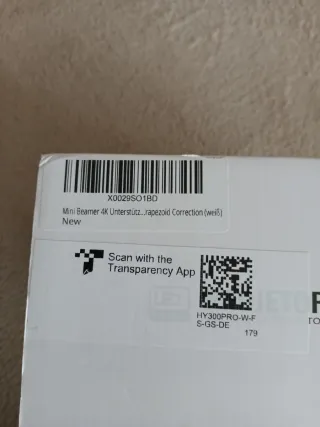 X0029SO1BD
Mini Beamer 4K Unterstütz...rapezoid Correction (weiß)
New
Scan with the
Transparency App
HY300PRO-W-F
S-GS-DE
179